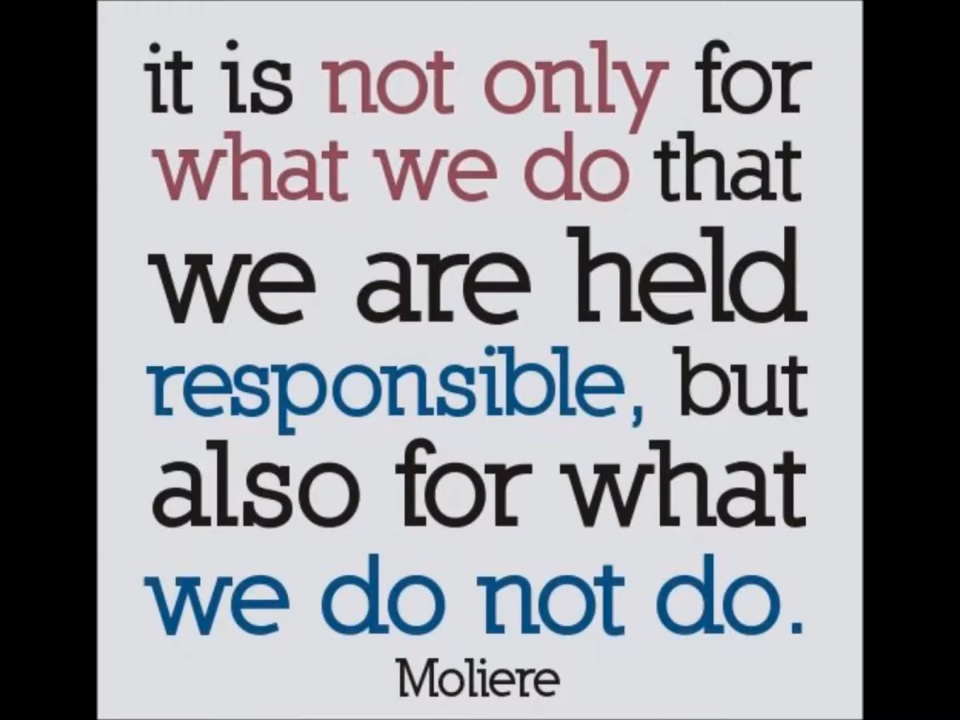 it is not only for
what we do that
we are held
responsible, but
also for what
we do not do.
Moliere